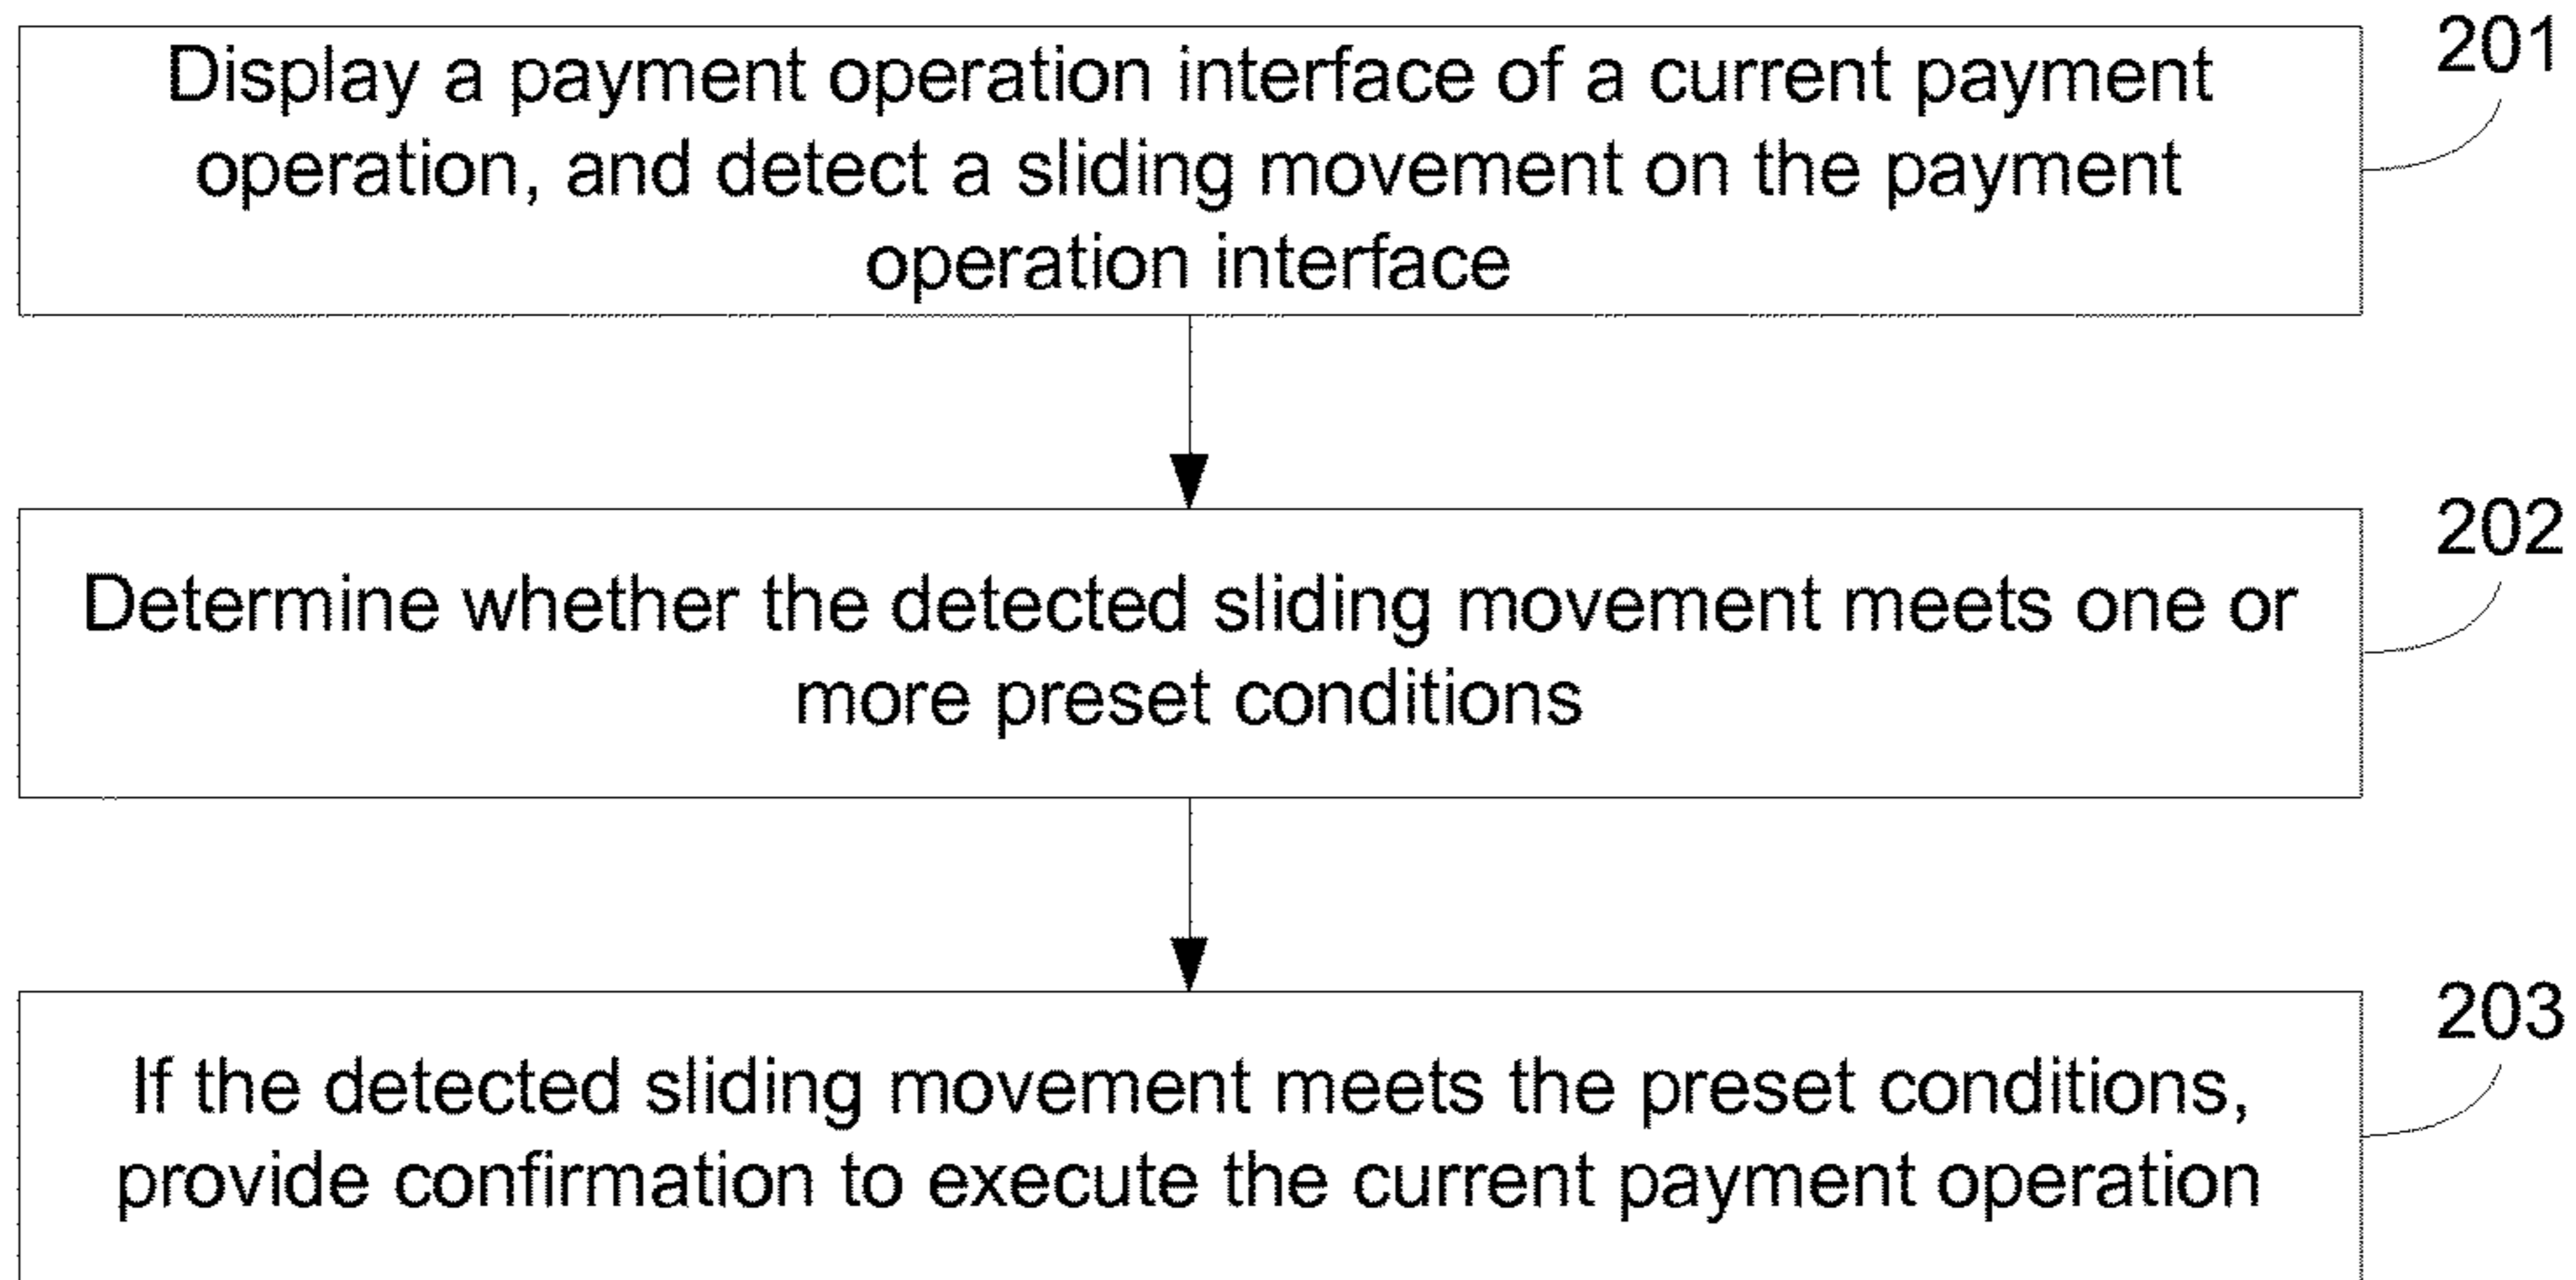 Display a payment operation interface of a current payment
operation, and detect a sliding movement on the payment
operation interface
201
Determine whether the detected sliding movement meets one or
more preset conditions
202
If the detected sliding movement meets the preset conditions,
provide confirmation to execute the current payment operation
203